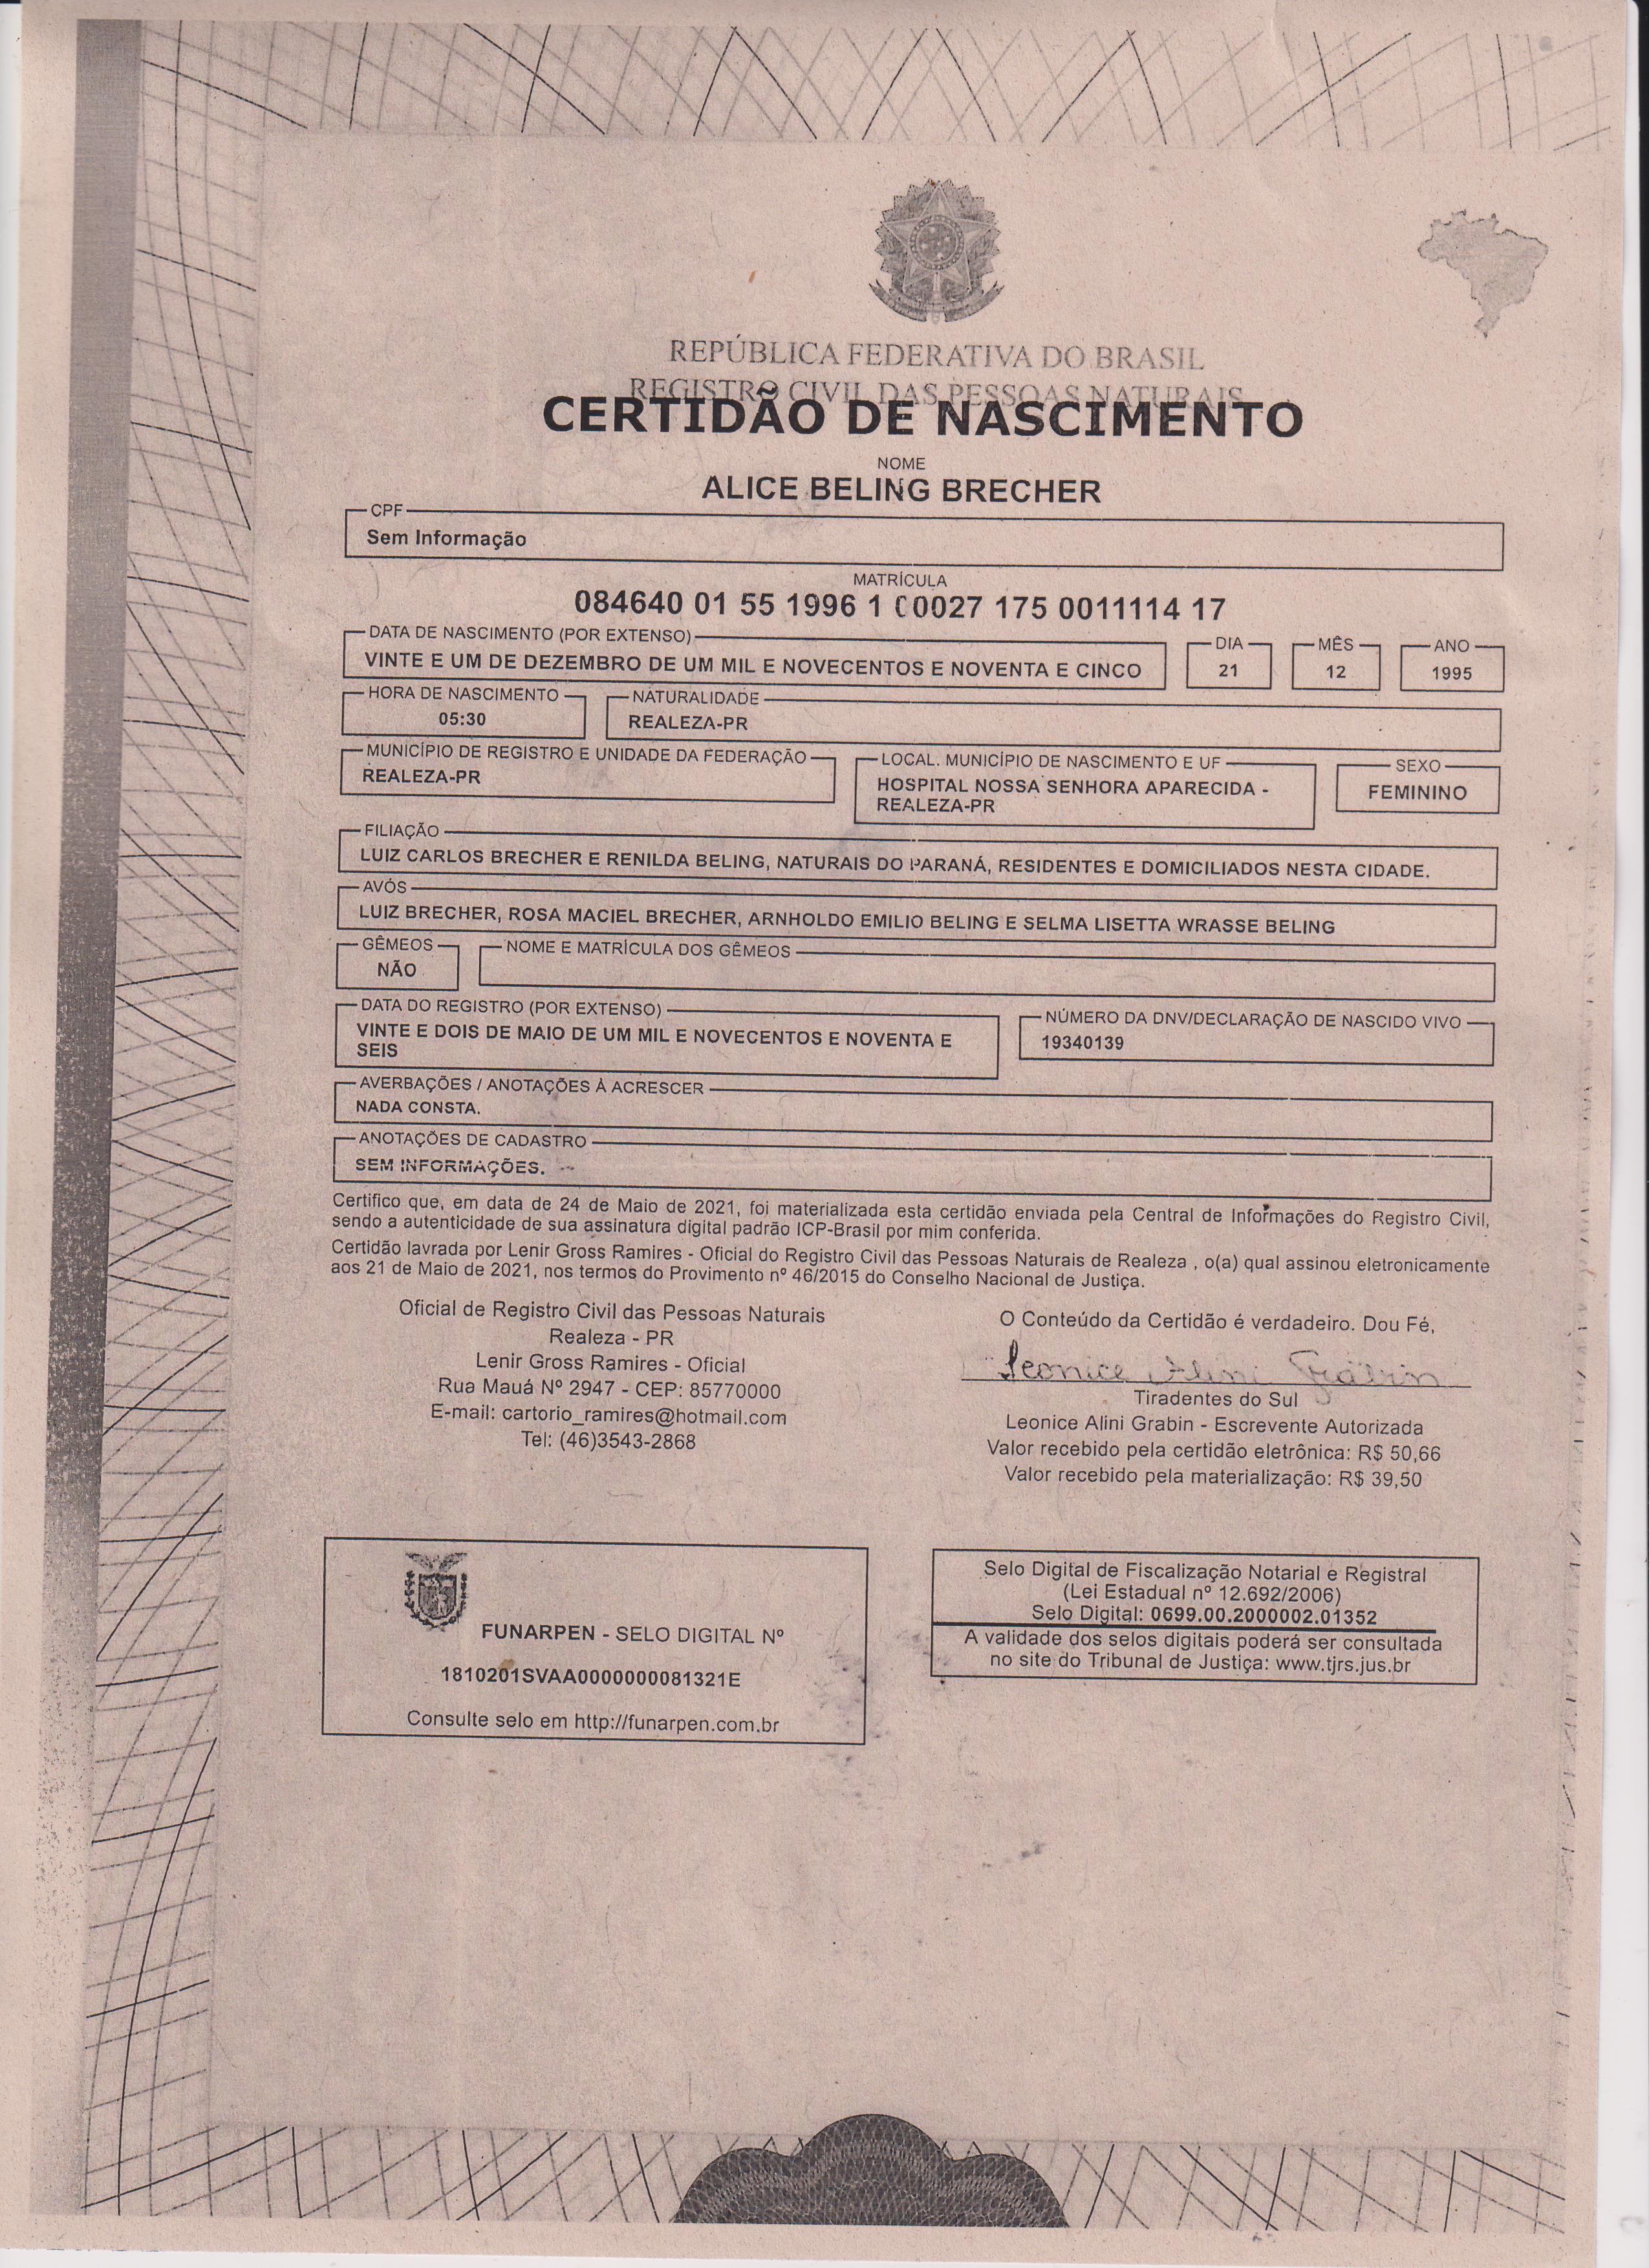 REPÚBLICA FEDERATIVA DO BRASIL
REGISTRO CIVIL DAS PESSOAS NATURAIS
CERTIDÃO DE NASCIMENTO
NOME
ALICE BELING BRECHER
CPF
Sem Informação
MATRÍCULA
084640 01 55 1996 1 00027 175 0011114 17
DATA DE NASCIMENTO (POR EXTENSO) DIA MÊS ANO
VINTE E UM DE DEZEMBRO DE UM MIL E NOVECENTOS E NOVENTA E CINCO 21 12 1995
HORA DE NASCIMENTO NATURALIDADE
05:30 REALEZA-PR
MUNICÍPIO DE REGISTRO E UNIDADE DA FEDERAÇÃO LOCAL. MUNICÍPIO DE NASCIMENTO E UF SEXO
REALEZA-PR HOSPITAL NOSSA SENHORA APARECIDA - FEMININO
REALEZA-PR
FILIAÇÃO
LUIZ CARLOS BRECHER E RENILDA BELING, NATURAIS DO PARANÁ, RESIDENTES E DOMICILIADOS NESTA CIDADE.
AVÓS
LUIZ BRECHER, ROSA MACIEL BRECHER, ARNHOLDO EMILIO BELING E SELMA LISETTA WRASSE BELING
GÊMEOS NOME E MATRÍCULA DOS GÊMEOS
NÃO
DATA DO REGISTRO (POR EXTENSO) NÚMERO DA DNV/DECLARAÇÃO DE NASCIDO VIVO
VINTE E DOIS DE MAIO DE UM MIL E NOVECENTOS E NOVENTA E 19340139
SEIS
AVERBAÇÕES / ANOTAÇÕES À ACRESCER
NADA CONSTA.
ANOTAÇÕES DE CADASTRO
SEM INFORMAÇÕES.
Certifico que, em data de 24 de Maio de 2021, foi materializada esta certidão enviada pela Central de Informações do Registro Civil,
sendo a autenticidade de sua assinatura digital padrão ICP-Brasil por mim conferida.
Certidão lavrada por Lenir Gross Ramires - Oficial do Registro Civil das Pessoas Naturais de Realeza , o(a) qual assinou eletronicamente
aos 21 de Maio de 2021, nos termos do Provimento nº 46/2015 do Conselho Nacional de Justiça.
Oficial de Registro Civil das Pessoas Naturais
Realeza - PR
Lenir Gross Ramires - Oficial
Rua Mauá Nº 2947 - CEP: 85770000
E-mail: cartorio_ramires@hotmail.com
Tel: (46)3543-2868
O Conteúdo da Certidão é verdadeiro. Dou Fé,
Leonice Alini Grabin
Tiradentes do Sul
Leonice Alini Grabin - Escrevente Autorizada
Valor recebido pela certidão eletrônica: R$ 50,66
Valor recebido pela materialização: R$ 39,50
FUNARPEN - SELO DIGITAL Nº
1810201SVAA0000000081321E
Consulte selo em http://funarpen.com.br
Selo Digital de Fiscalização Notarial e Registral
(Lei Estadual nº 12.692/2006)
Selo Digital: 0699.00.2000002.01352
A validade dos selos digitais poderá ser consultada
no site do Tribunal de Justiça: www.tjrs.jus.br